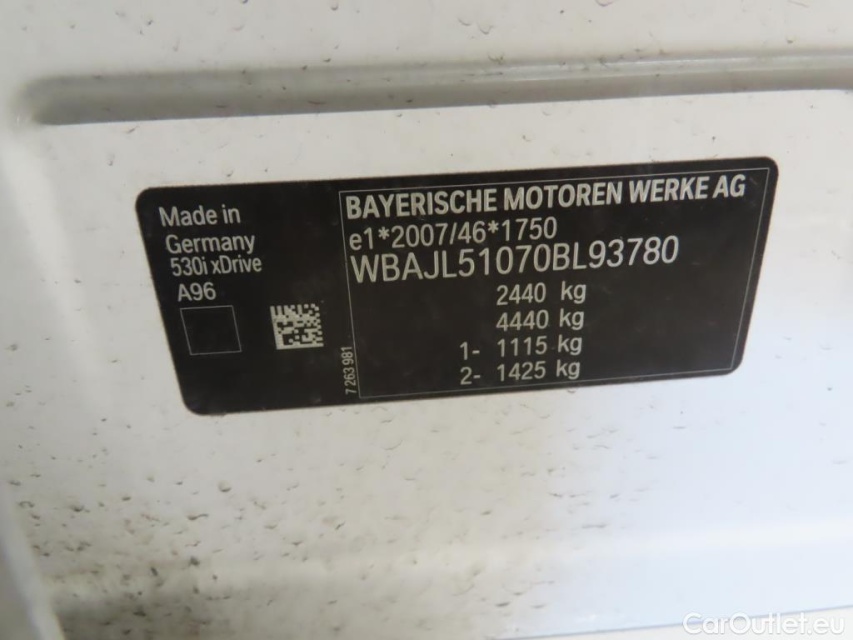 Made in
Germany
530i xDrive
A96
7 263 981
BAYERISCHE MOTOREN WERKE AG
e1*2007/46*1750
WBAJL51070BL93780
2440 kg
4440 kg
1- 1115 kg
2- 1425 kg
CarOutlet.eu